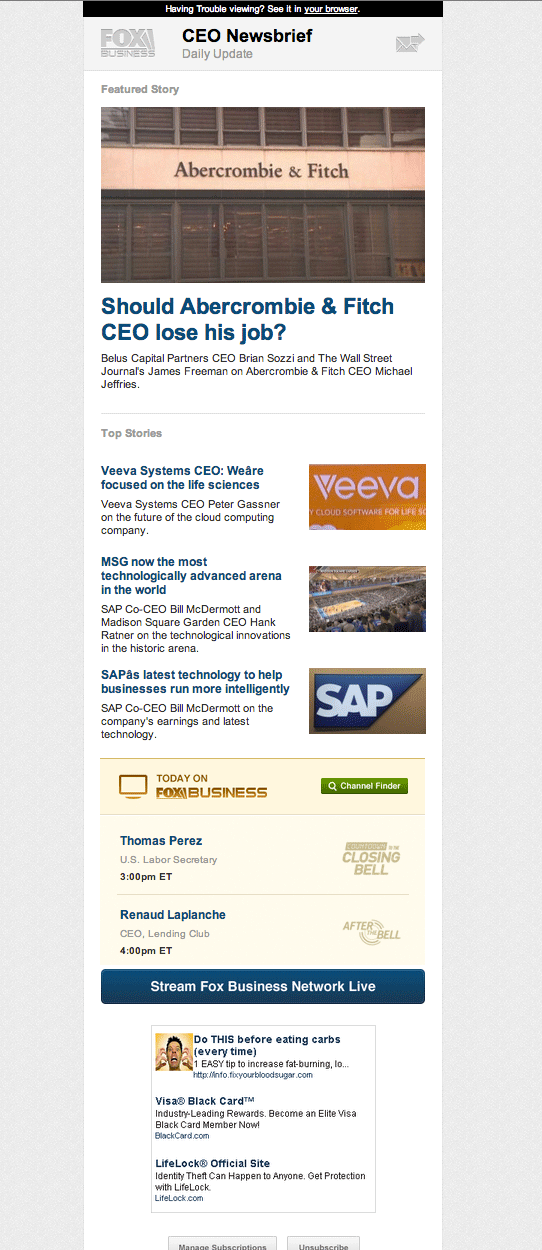 Having Trouble viewing? See it in your browser.
FOX
BUSINESS
CEO Newsbrief
Daily Update
Featured Story
Abercrombie & Fitch
Should Abercrombie & Fitch
CEO lose his job?
Belus Capital Partners CEO Brian Sozzi and The Wall Street
Journal's James Freeman on Abercrombie & Fitch CEO Michael
Jeffries.
Top Stories
Veeva Systems CEO: Weâre
focused on the life sciences
Veeva Systems CEO Peter Gassner
on the future of the cloud computing
company.
Veeva
Y CLOUD SOFTWARE FOR LIFE SC
MSG now the most
technologically advanced arena
in the world
SAP Co-CEO Bill McDermott and
Madison Square Garden CEO Hank
Ratner on the technological innovations
in the historic arena.
SAPâs latest technology to help
businesses run more intelligently
SAP Co-CEO Bill McDermott on the
company's earnings and latest
technology.
SAP
TODAY ON
FOX BUSINESS
Channel Finder
Thomas Perez
U.S. Labor Secretary
3:00pm ET
COUNTDOWN TO THE
CLOSING
BELL
Renaud Laplanche
CEO, Lending Club
4:00pm ET
AFTER
THE BELL
Stream Fox Business Network Live
Do THIS before eating carbs
(every time)
1 EASY tip to increase fat-burning, lo...
http://info.fixyourbloodsugar.com
Visa® Black Card™
Industry-Leading Rewards. Become an Elite Visa
Black Card Member Now!
BlackCard.com
LifeLock® Official Site
Identity Theft Can Happen to Anyone. Get Protection
with LifeLock.
LifeLock.com
Manage Subscriptions
Unsubscribe